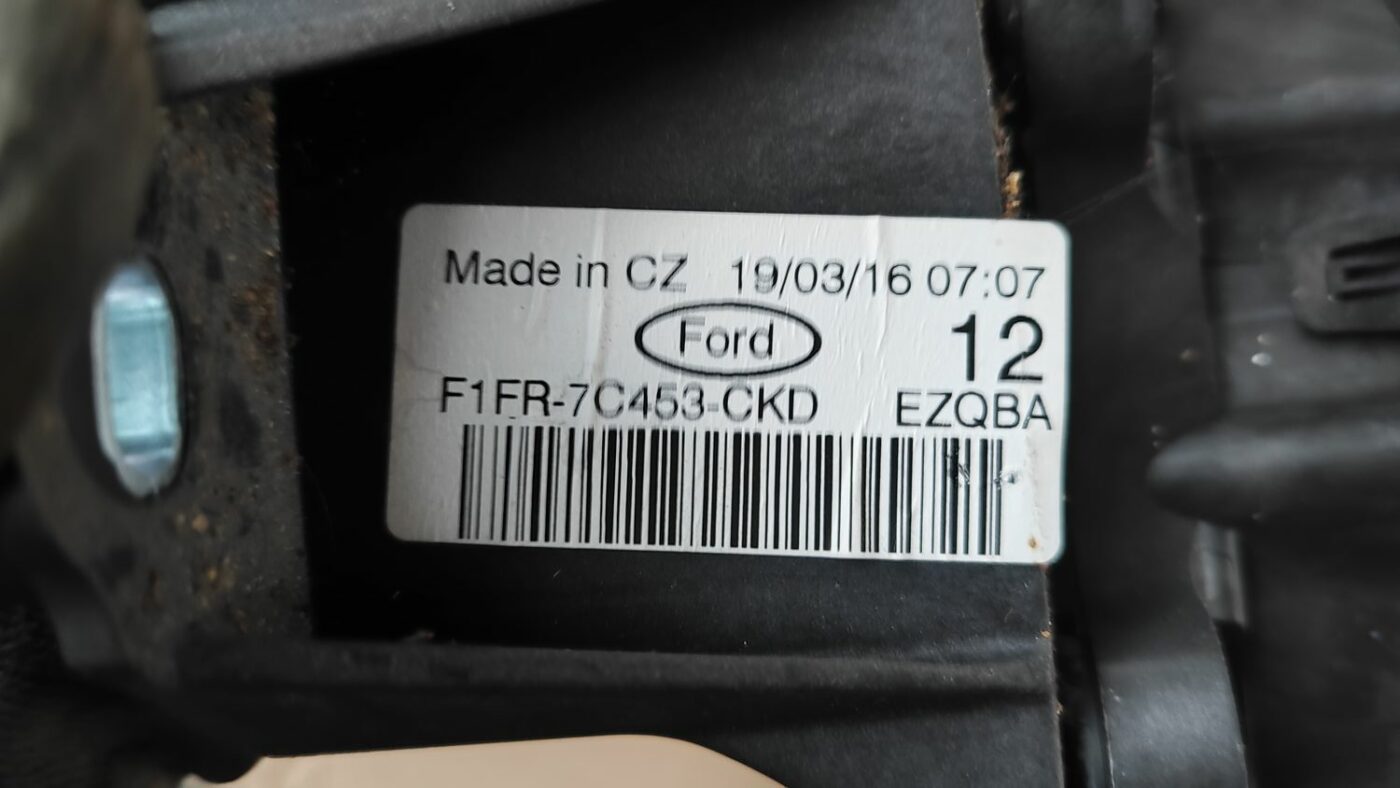 Made in CZ 19/03/16 07:07
Ford 12
F1FR-7C453-CKD EZQBA